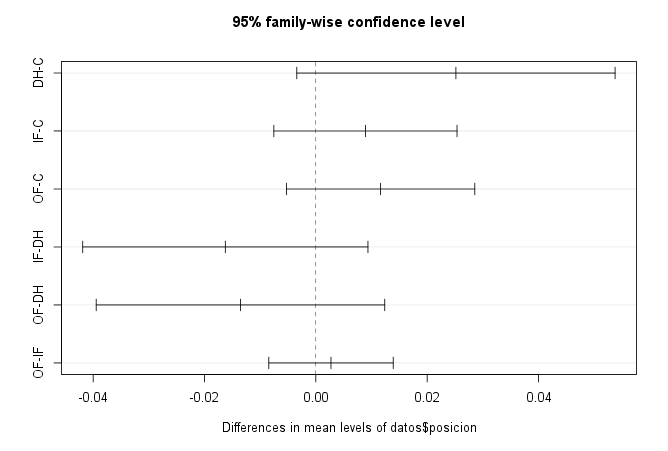 95% family-wise confidence level
DH-C
IF-C
OF-C
IF-DH
OF-DH
OF-IF
-0.04 -0.02 0.00 0.02 0.04
Differences in mean levels of datos$posicion